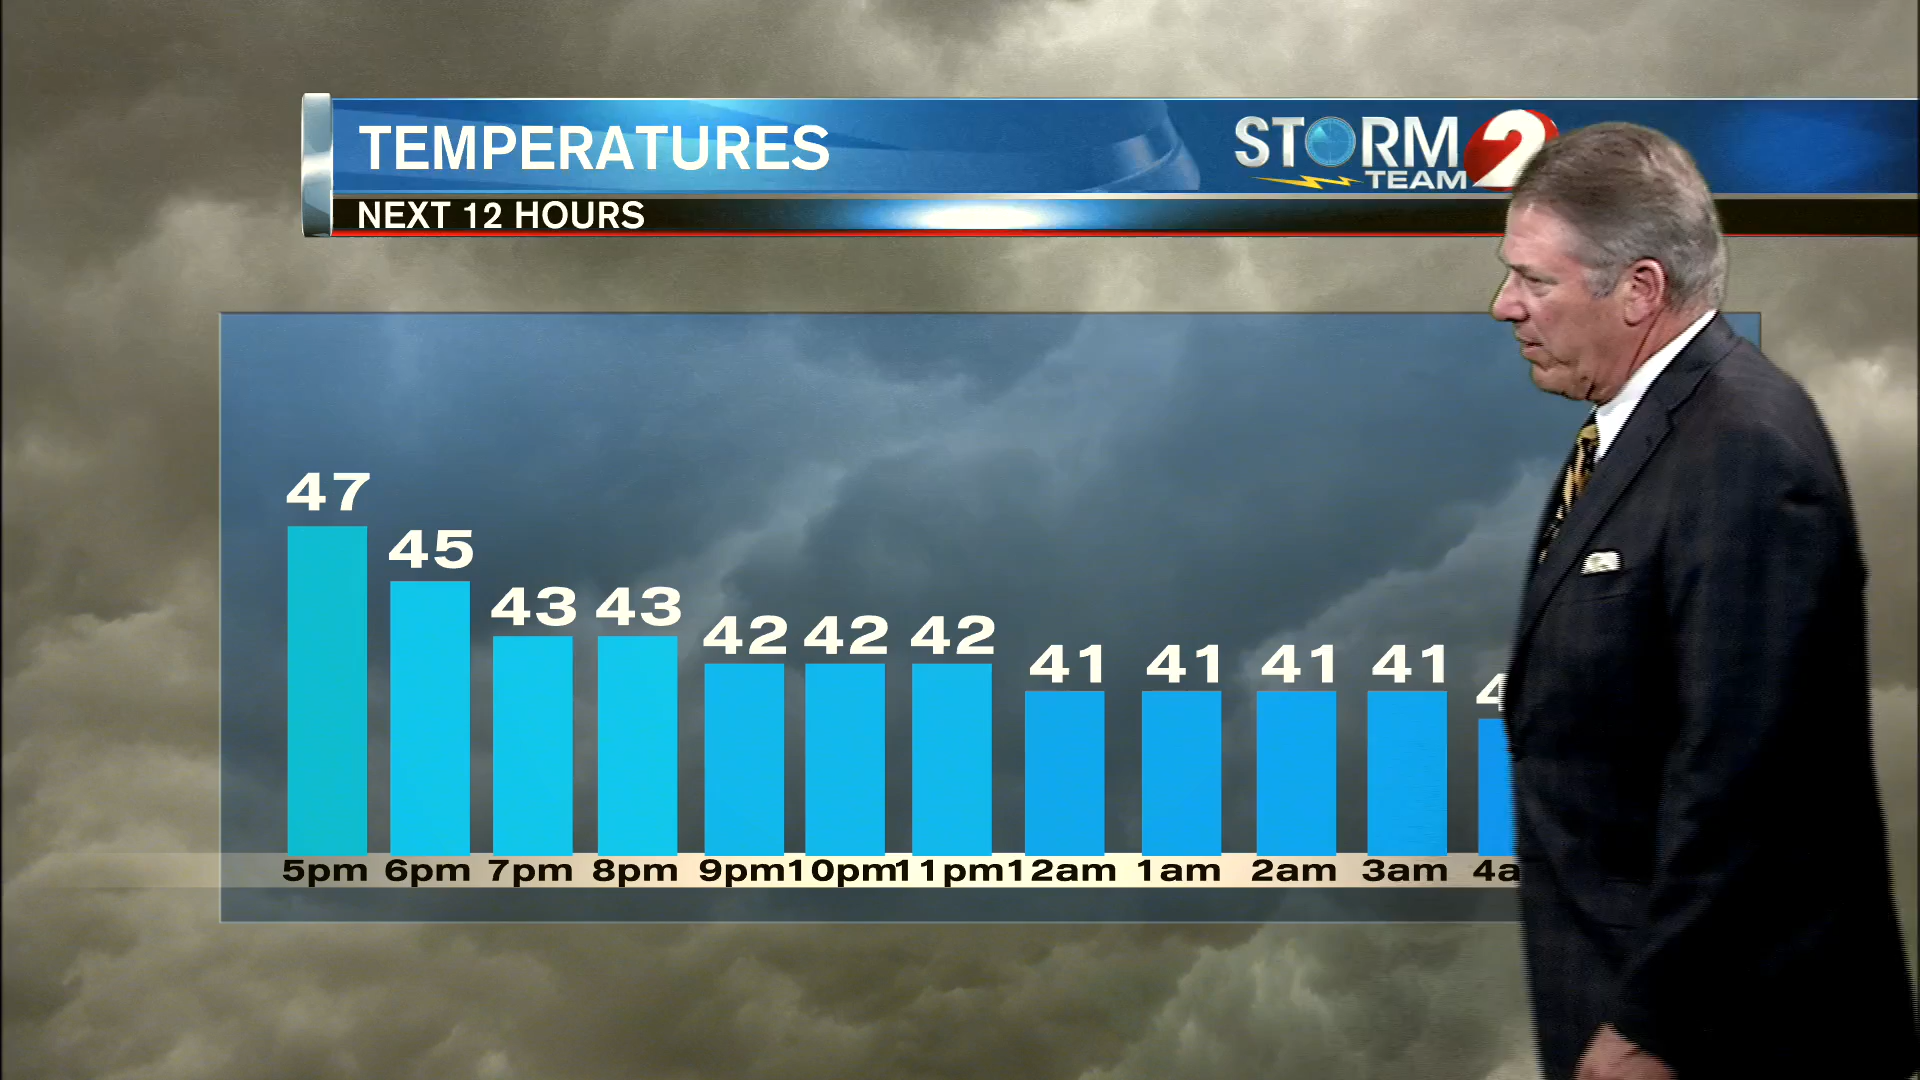 TEMPERATURES
STORM
TEAM 2
NEXT 12 HOURS
47 45 43 43 42 42 42 41 41 41 41
5pm 6pm 7pm 8pm 9pm 10pm 11pm 12am 1am 2am 3am